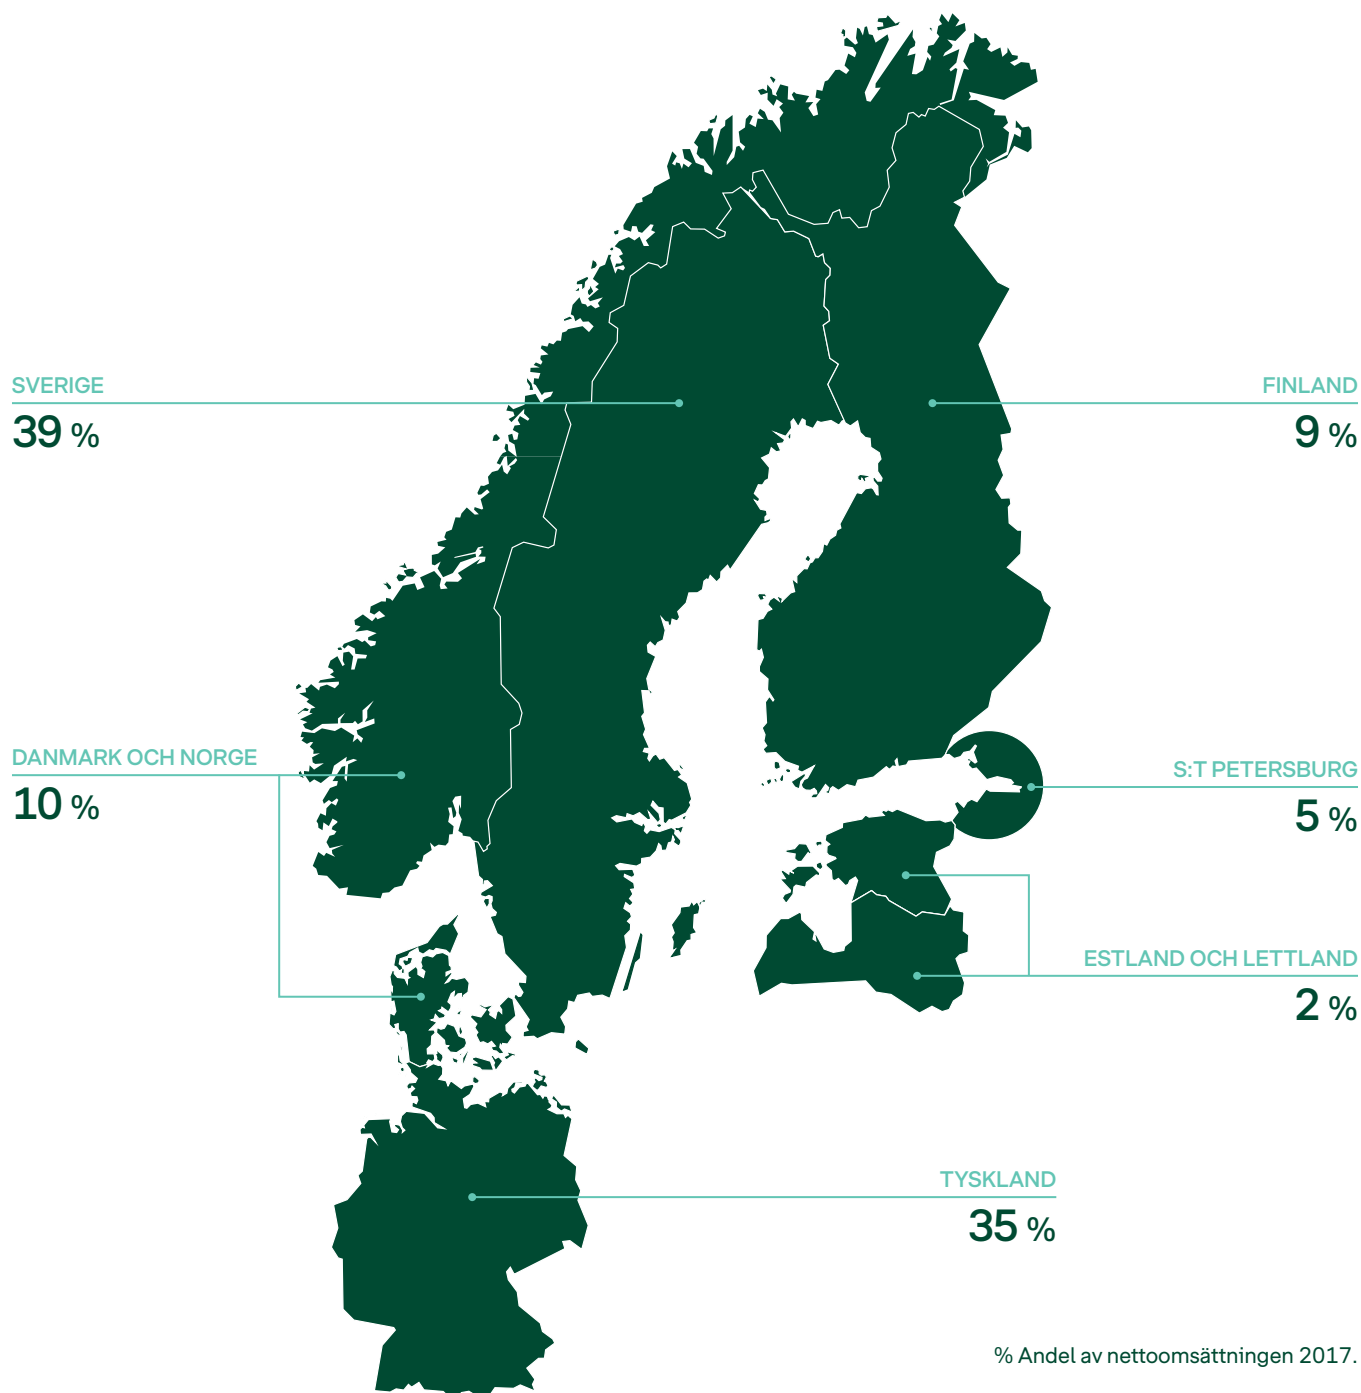 SVERIGE
39 %
FINLAND
9 %
DANMARK OCH NORGE
10 %
S:T PETERSBURG
5 %
ESTLAND OCH LETTLAND
2 %
TYSKLAND
35 %
% Andel av nettoomsättningen 2017.